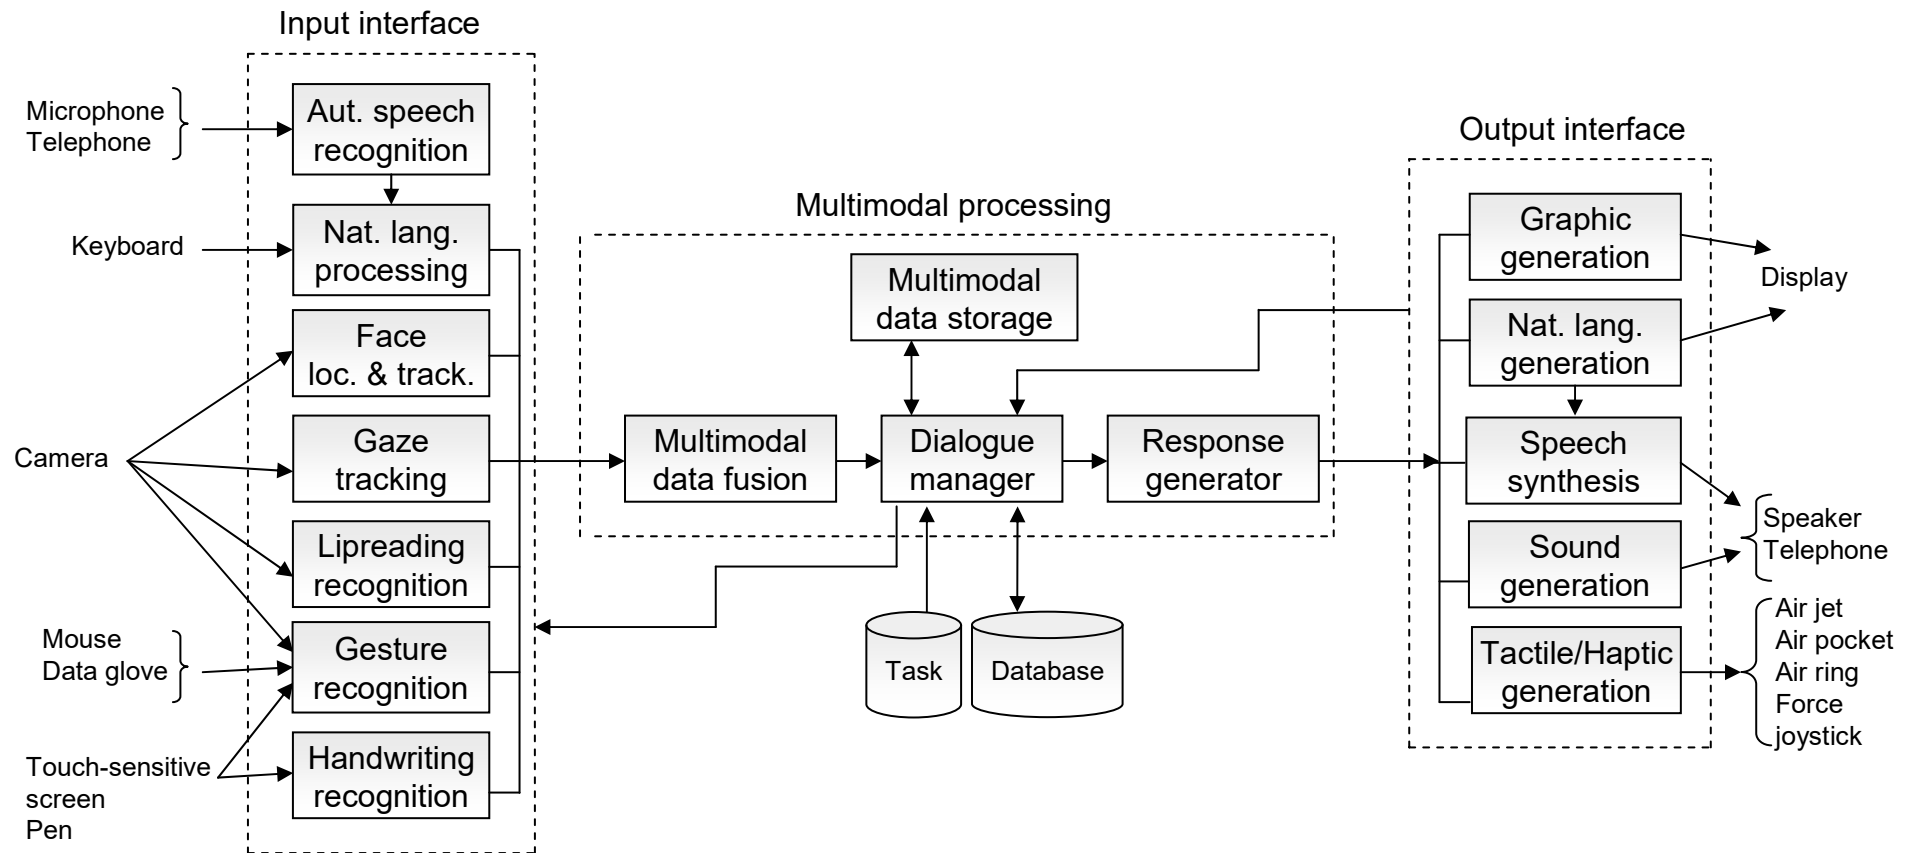 Input interface
Microphone
Telephone
Aut. speech
recognition
Keyboard
Nat. lang.
processing
Face
loc. & track.
Camera
Gaze
tracking
Lipreading
recognition
Mouse
Data glove
Gesture
recognition
Touch-sensitive
screen
Pen
Handwriting
recognition
Multimodal processing
Multimodal
data storage
Multimodal
data fusion
Dialogue
manager
Response
generator
Task
Database
Output interface
Graphic
generation
Nat. lang.
generation
Display
Speech
synthesis
Sound
generation
Speaker
Telephone
Tactile/Haptic
generation
Air jet
Air pocket
Air ring
Force
joystick